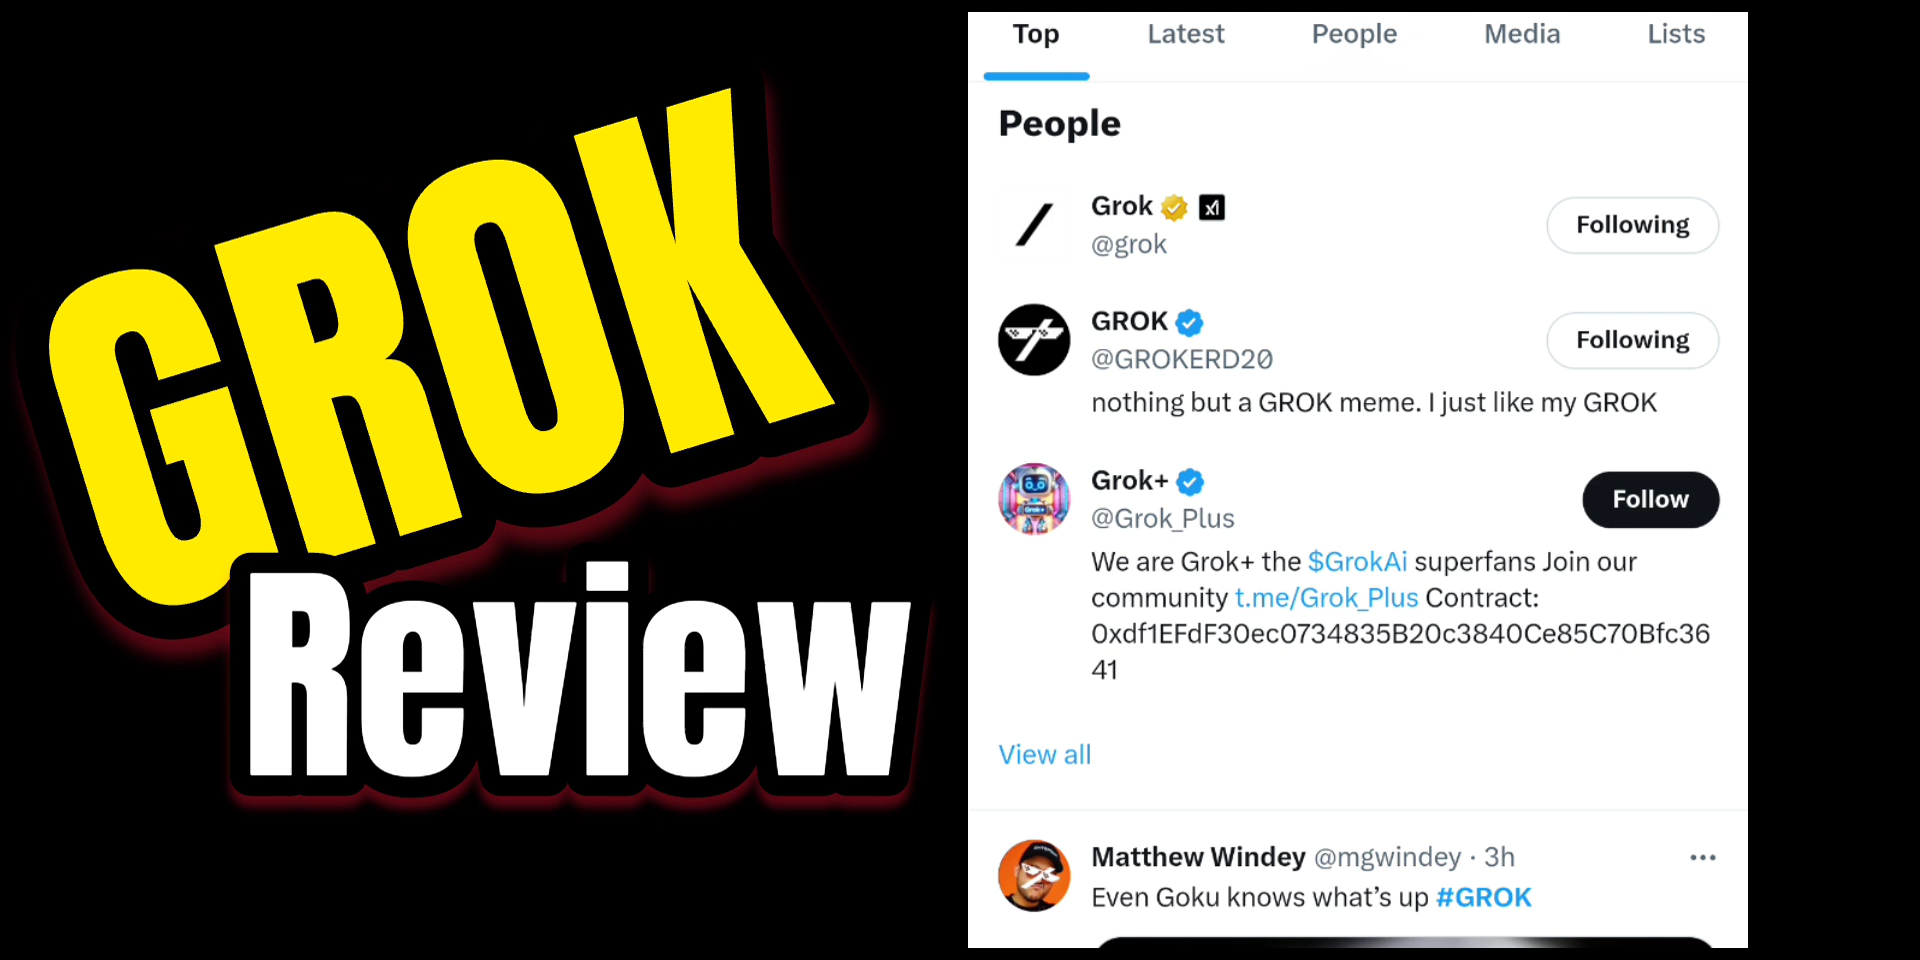 GROK
Review
Top Latest People Media Lists
People
Grok
@grok
Following
GROK
@GROKERD20
Following
nothing but a GROK meme. I just like my GROK
Grok+
@Grok_Plus
Follow
We are Grok+ the $GrokAi superfans Join our
community t.me/Grok_Plus Contract:
0xdf1EFdF30ec0734835B20c3840Ce85C70Bfc36
41
View all
Matthew Windey @mgwindey · 3h
Even Goku knows what’s up #GROK